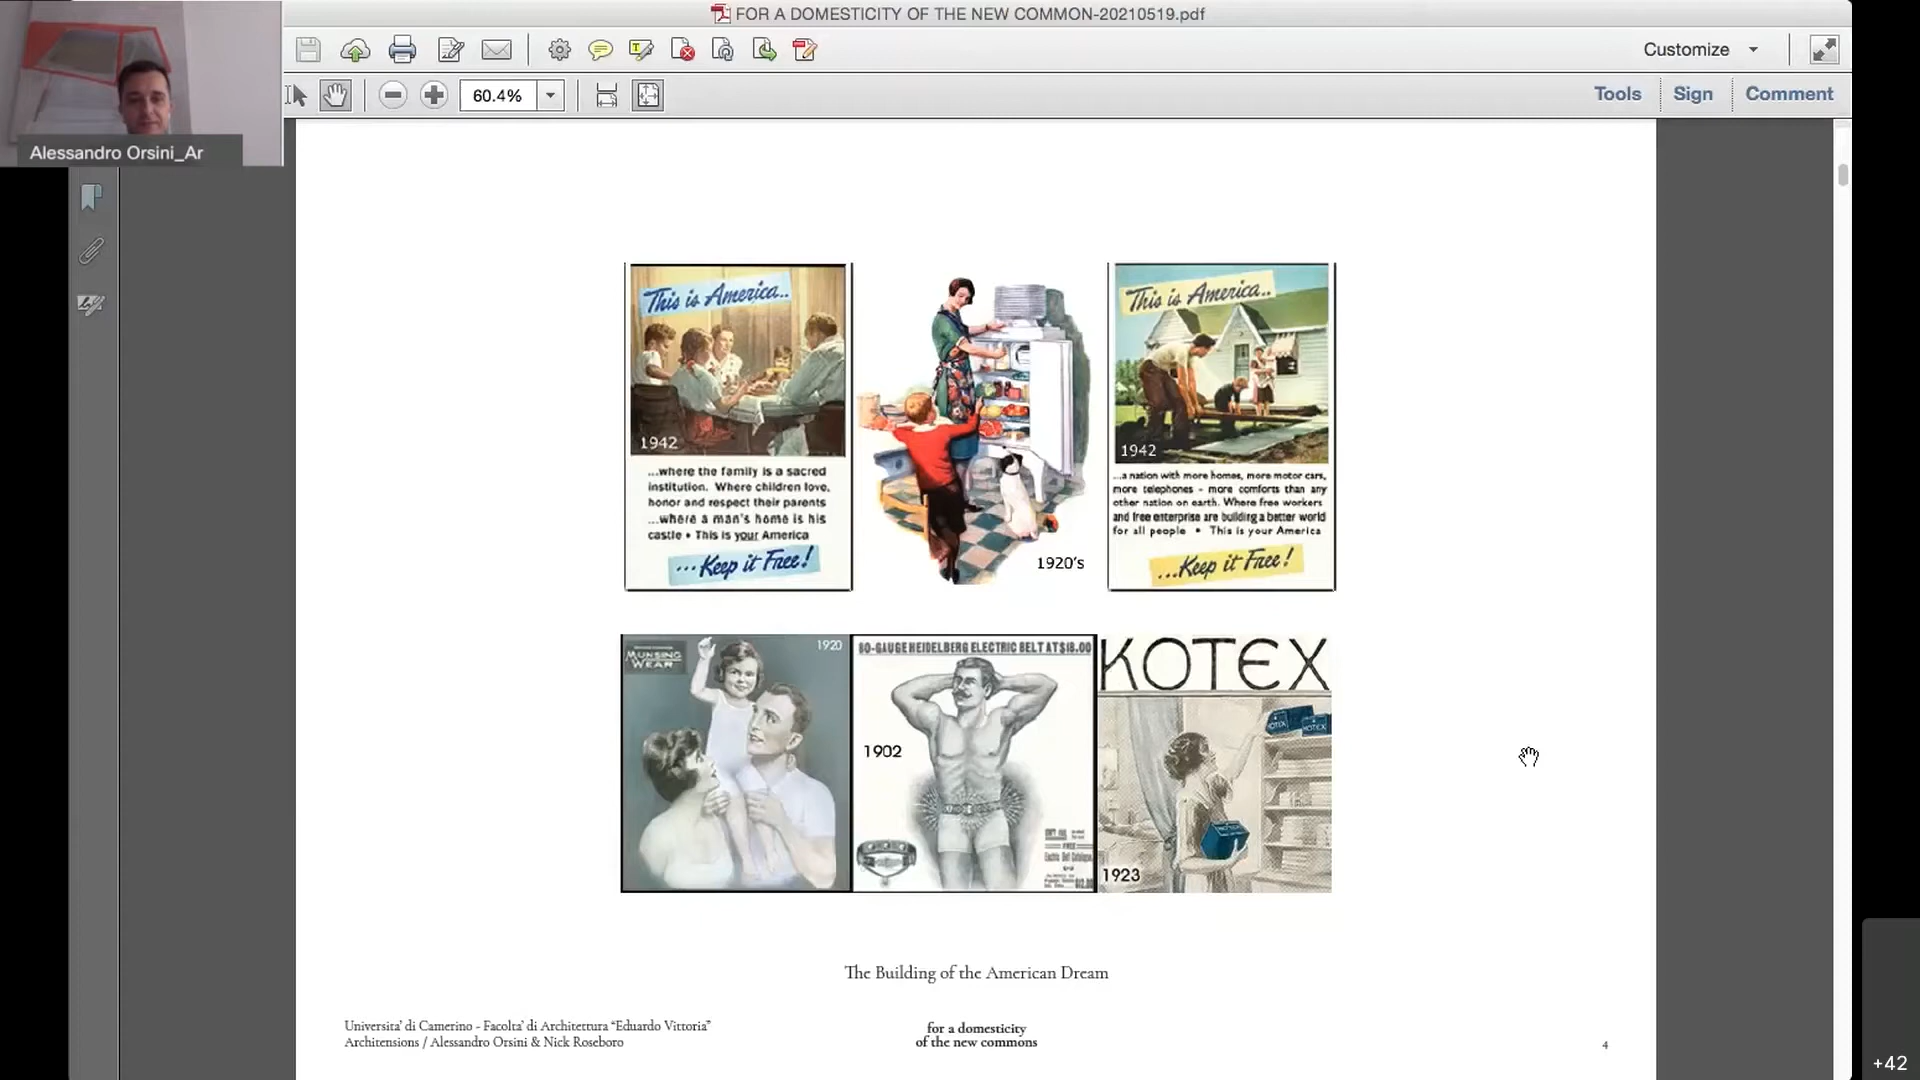 FOR A DOMESTICITY OF THE NEW COMMON-20210519.pdf
Customize
60.4%
Tools
Sign
Comment
Alessandro Orsini_Ar
This is America..
1942
...where the family is a sacred
institution. Where children love,
honor and respect their parents
...where a man's home is his
castle • This is your America
...Keep it Free!
1920's
This is America..
1942
...a nation with more homes, more motor cars,
more telephones - more comforts than any
other nation on earth. Where free workers
and free enterprise are building a better world
for all people • This is your America
...Keep it Free!
MUNSING
WEAR
1920
80-GAUGE HEIDELBERG ELECTRIC BELT AT $18.00
1902
FREE
Electric Belt Catalogue
KOTEX
KOTEX
KOTEX
1923
The Building of the American Dream
Universita' di Camerino - Facolta' di Architettura "Eduardo Vittoria"
Architensions / Alessandro Orsini & Nick Roseboro
for a domesticity
of the new commons
4
+42